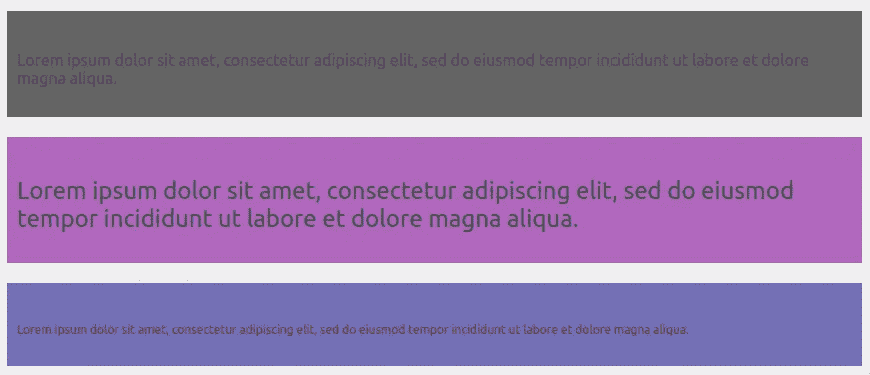 Lorem ipsum dolor sit amet, consectetur adipiscing elit, sed do eiusmod tempor incididunt ut labore et dolore
magna aliqua.
Lorem ipsum dolor sit amet, consectetur adipiscing elit, sed do eiusmod
tempor incididunt ut labore et dolore magna aliqua.
Lorem ipsum dolor sit amet, consectetur adipiscing elit, sed do eiusmod tempor incididunt ut labore et dolore magna aliqua.